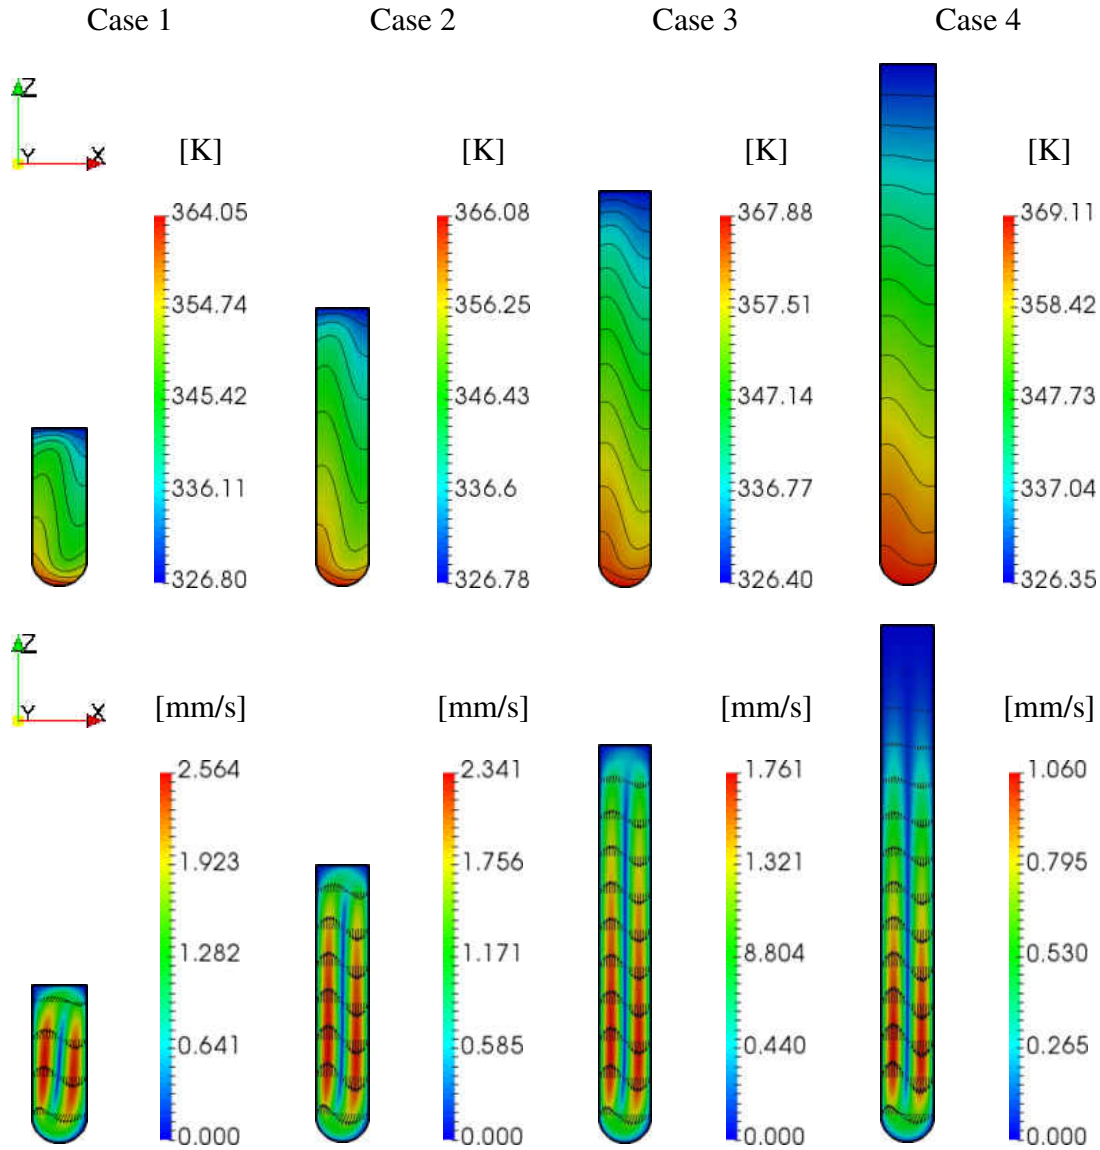 Case 1 Case 2 Case 3 Case 4
Z
Y X
[K] [K] [K] [K]
364.05 366.08 367.88 369.11
354.74 356.25 357.51 358.42
345.42 346.43 347.14 347.73
336.11 336.6 336.77 337.04
326.80 326.78 326.40 326.35
Z
Y X
[mm/s] [mm/s] [mm/s] [mm/s]
2.564 2.341 1.761 1.060
1.923 1.756 1.321 0.795
1.282 1.171 8.804 0.530
0.641 0.585 0.440 0.265
0.000 0.000 0.000 0.000